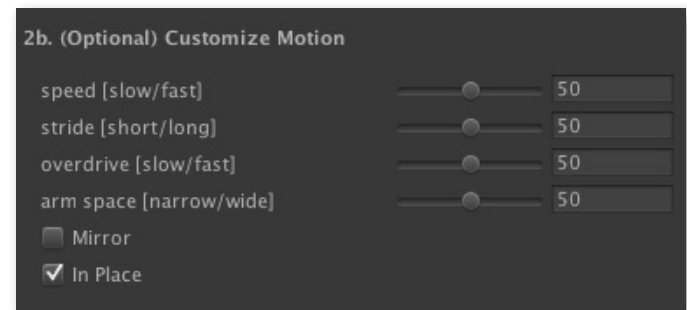 2b. (Optional) Customize Motion
speed [slow/fast] 50
stride [short/long] 50
overdrive [slow/fast] 50
arm space [narrow/wide] 50
Mirror
In Place